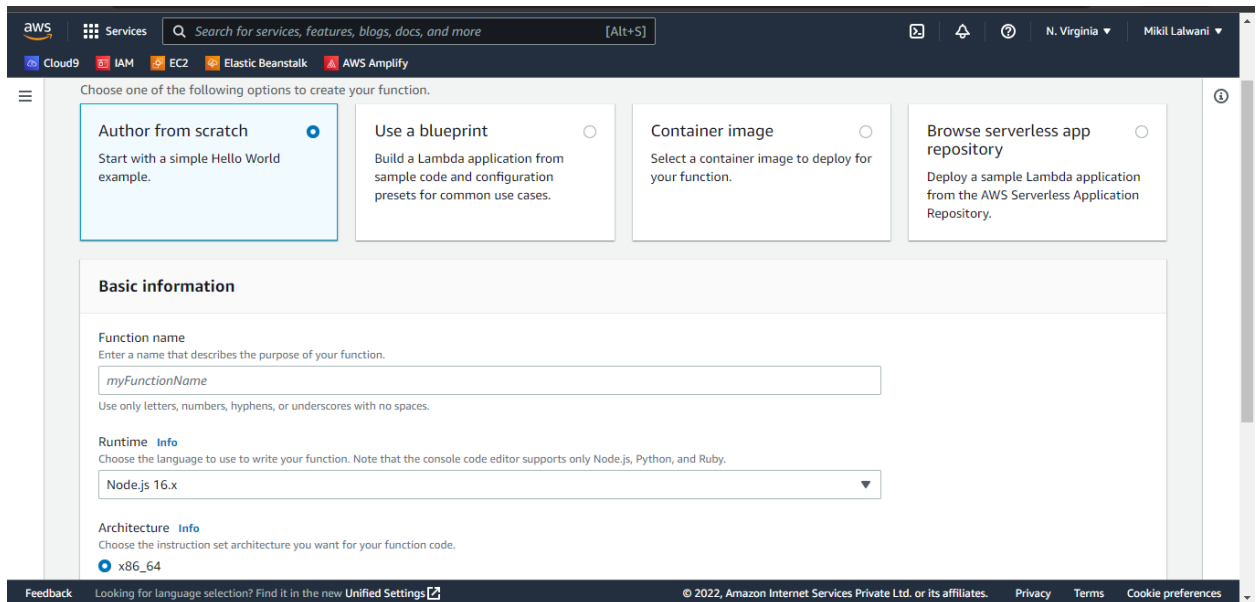 aws
Services
Search for services, features, blogs, docs, and more
[Alt+S]
N. Virginia
Mikil Lalwani
Cloud9
IAM
EC2
Elastic Beanstalk
AWS Amplify
Choose one of the following options to create your function.
Author from scratch
Start with a simple Hello World
example.
Use a blueprint
Build a Lambda application from
sample code and configuration
presets for common use cases.
Container image
Select a container image to deploy for
your function.
Browse serverless app
repository
Deploy a sample Lambda application
from the AWS Serverless Application
Repository.
Basic information
Function name
Enter a name that describes the purpose of your function.
myFunctionName
Use only letters, numbers, hyphens, or underscores with no spaces.
Runtime Info
Choose the language to use to write your function. Note that the console code editor supports only Node.js, Python, and Ruby.
Node.js 16.x
Architecture Info
Choose the instruction set architecture you want for your function code.
x86_64
Feedback
Looking for language selection? Find it in the new Unified Settings
© 2022, Amazon Internet Services Private Ltd. or its affiliates.
Privacy
Terms
Cookie preferences